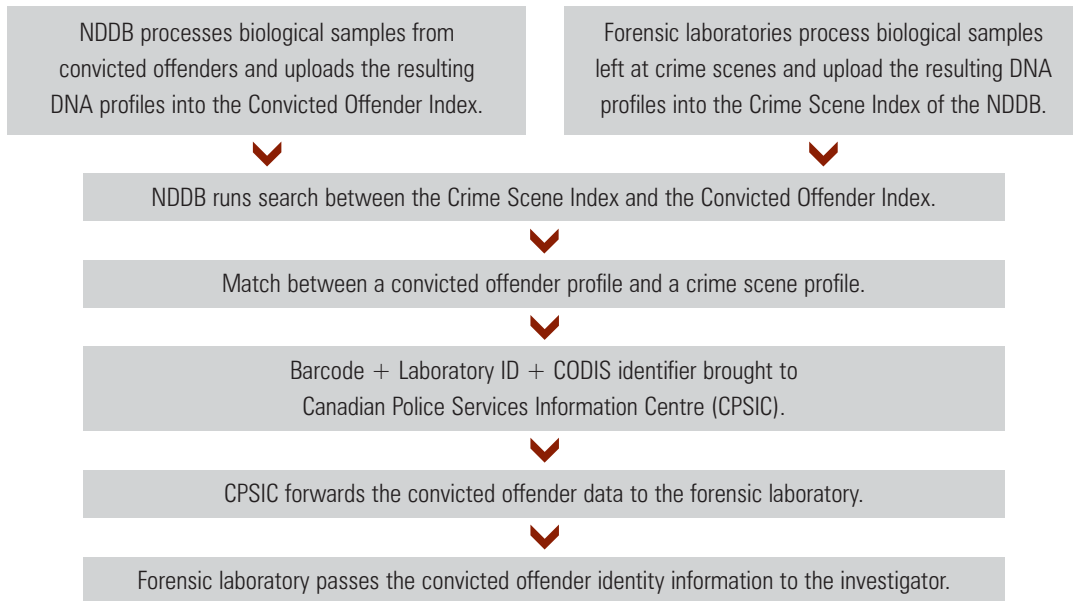 NDDB processes biological samples from
convicted offenders and uploads the resulting
DNA profiles into the Convicted Offender Index.
Forensic laboratories process biological samples
left at crime scenes and upload the resulting DNA
profiles into the Crime Scene Index of the NDDB.
NDDB runs search between the Crime Scene Index and the Convicted Offender Index.
Match between a convicted offender profile and a crime scene profile.
Barcode + Laboratory ID + CODIS identifier brought to
Canadian Police Services Information Centre (CPSIC).
CPSIC forwards the convicted offender data to the forensic laboratory.
Forensic laboratory passes the convicted offender identity information to the investigator.